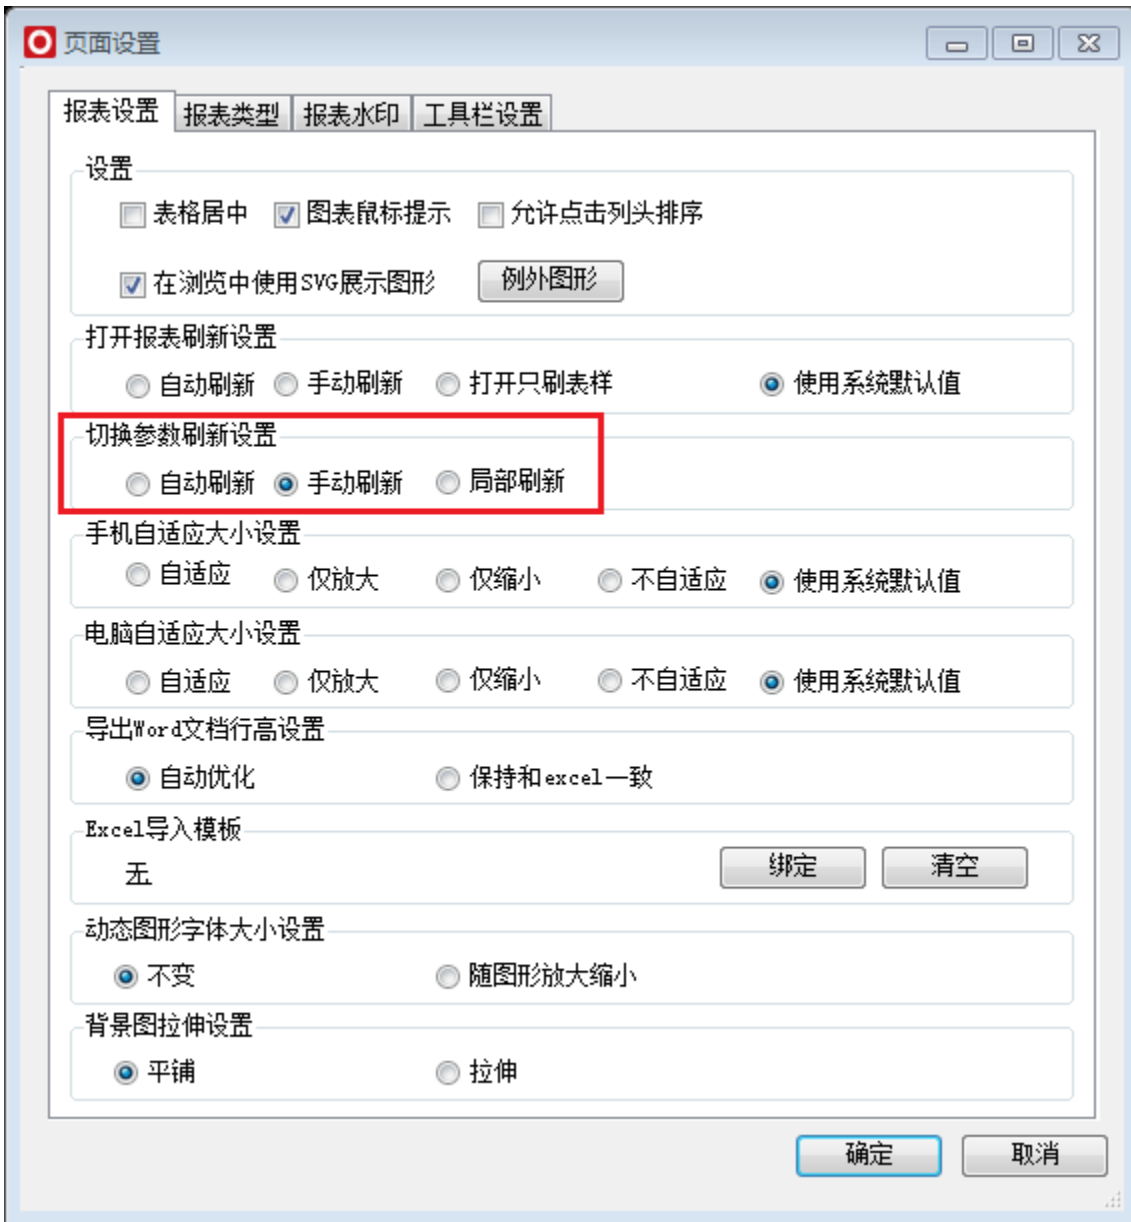 页面设置
报表设置 报表类型 报表水印 工具栏设置
设置
表格居中 图表鼠标提示 允许点击列头排序
在浏览中使用SVG展示图形 例外图形
打开报表刷新设置
自动刷新 手动刷新 打开只刷表样 使用系统默认值
切换参数刷新设置
自动刷新 手动刷新 局部刷新
手机自适应大小设置
自适应 仅放大 仅缩小 不自适应 使用系统默认值
电脑自适应大小设置
自适应 仅放大 仅缩小 不自适应 使用系统默认值
导出Word文档行高设置
自动优化 保持和excel一致
Excel导入模板
无 绑定 清空
动态图形字体大小设置
不变 随图形放大缩小
背景图拉伸设置
平铺 拉伸
确定 取消